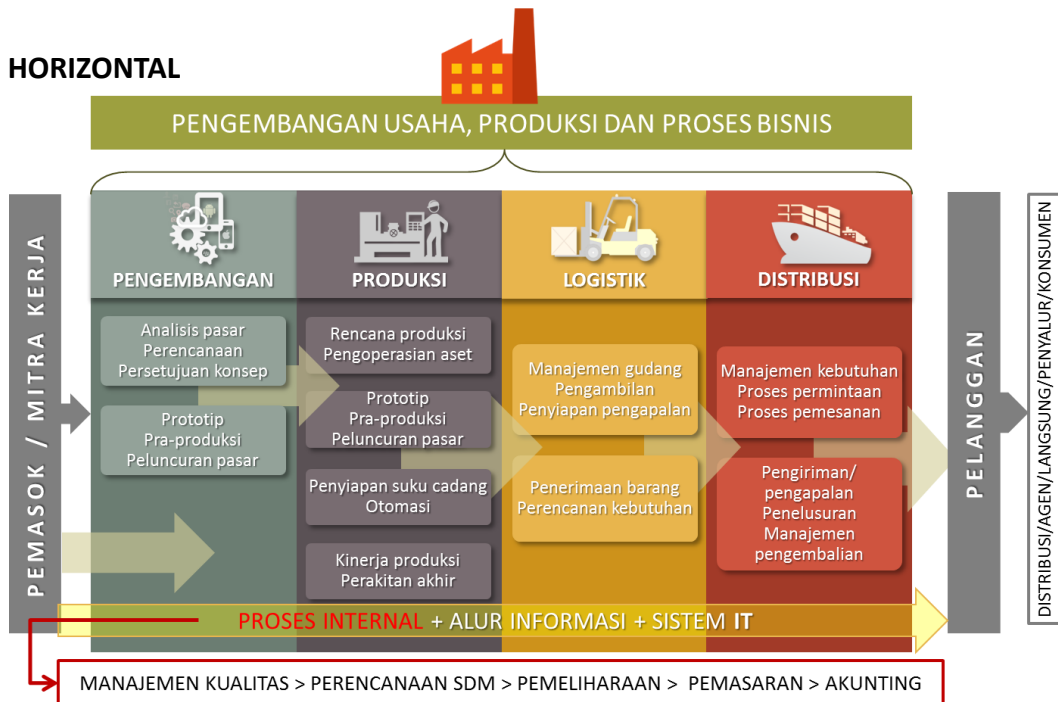 HORIZONTAL
PENGEMBANGAN USAHA, PRODUKSI DAN PROSES BISNIS
PEMASOK / MITRA KERJA
PENGEMBANGAN
Analisis pasar
Perencanaan
Persetujuan konsep
Prototip
Pra-produksi
Peluncuran pasar
PRODUKSI
Rencana produksi
Pengoperasian aset
Prototip
Pra-produksi
Peluncuran pasar
Penyiapan suku cadang
Otomasi
Kinerja produksi
Perakitan akhir
LOGISTIK
Manajemen gudang
Pengambilan
Penyiapan pengapalan
Penerimaan barang
Perencanan kebutuhan
DISTRIBUSI
Manajemen kebutuhan
Proses permintaan
Proses pemesanan
Pengiriman/
pengapalan
Penelusuran
Manajemen
pengembalian
PELANGGAN
DISTRIBUSI/AGEN/LANGSUNG/PENYALUR/KONSUMEN
PROSES INTERNAL + ALUR INFORMASI + SISTEM IT
MANAJEMEN KUALITAS > PERENCANAAN SDM > PEMELIHARAAN > PEMASARAN > AKUNTING